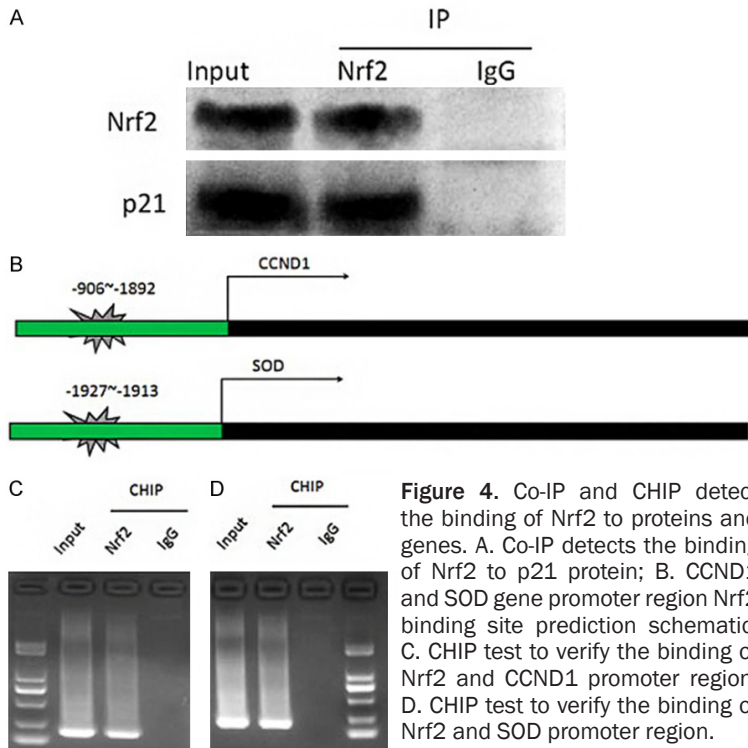 A
IP
Input Nrf2 IgG
Nrf2
p21
B
CCND1
-906~-1892
SOD
-1927~-1913
C
CHIP
Input Nrf2 IgG
D
CHIP
Input Nrf2 IgG
Figure 4. Co-IP and CHIP detec
the binding of Nrf2 to proteins and
genes. A. Co-IP detects the binding
of Nrf2 to p21 protein; B. CCND1
and SOD gene promoter region Nrf2
binding site prediction schematic
C. CHIP test to verify the binding o
Nrf2 and CCND1 promoter region
D. CHIP test to verify the binding o
Nrf2 and SOD promoter region.